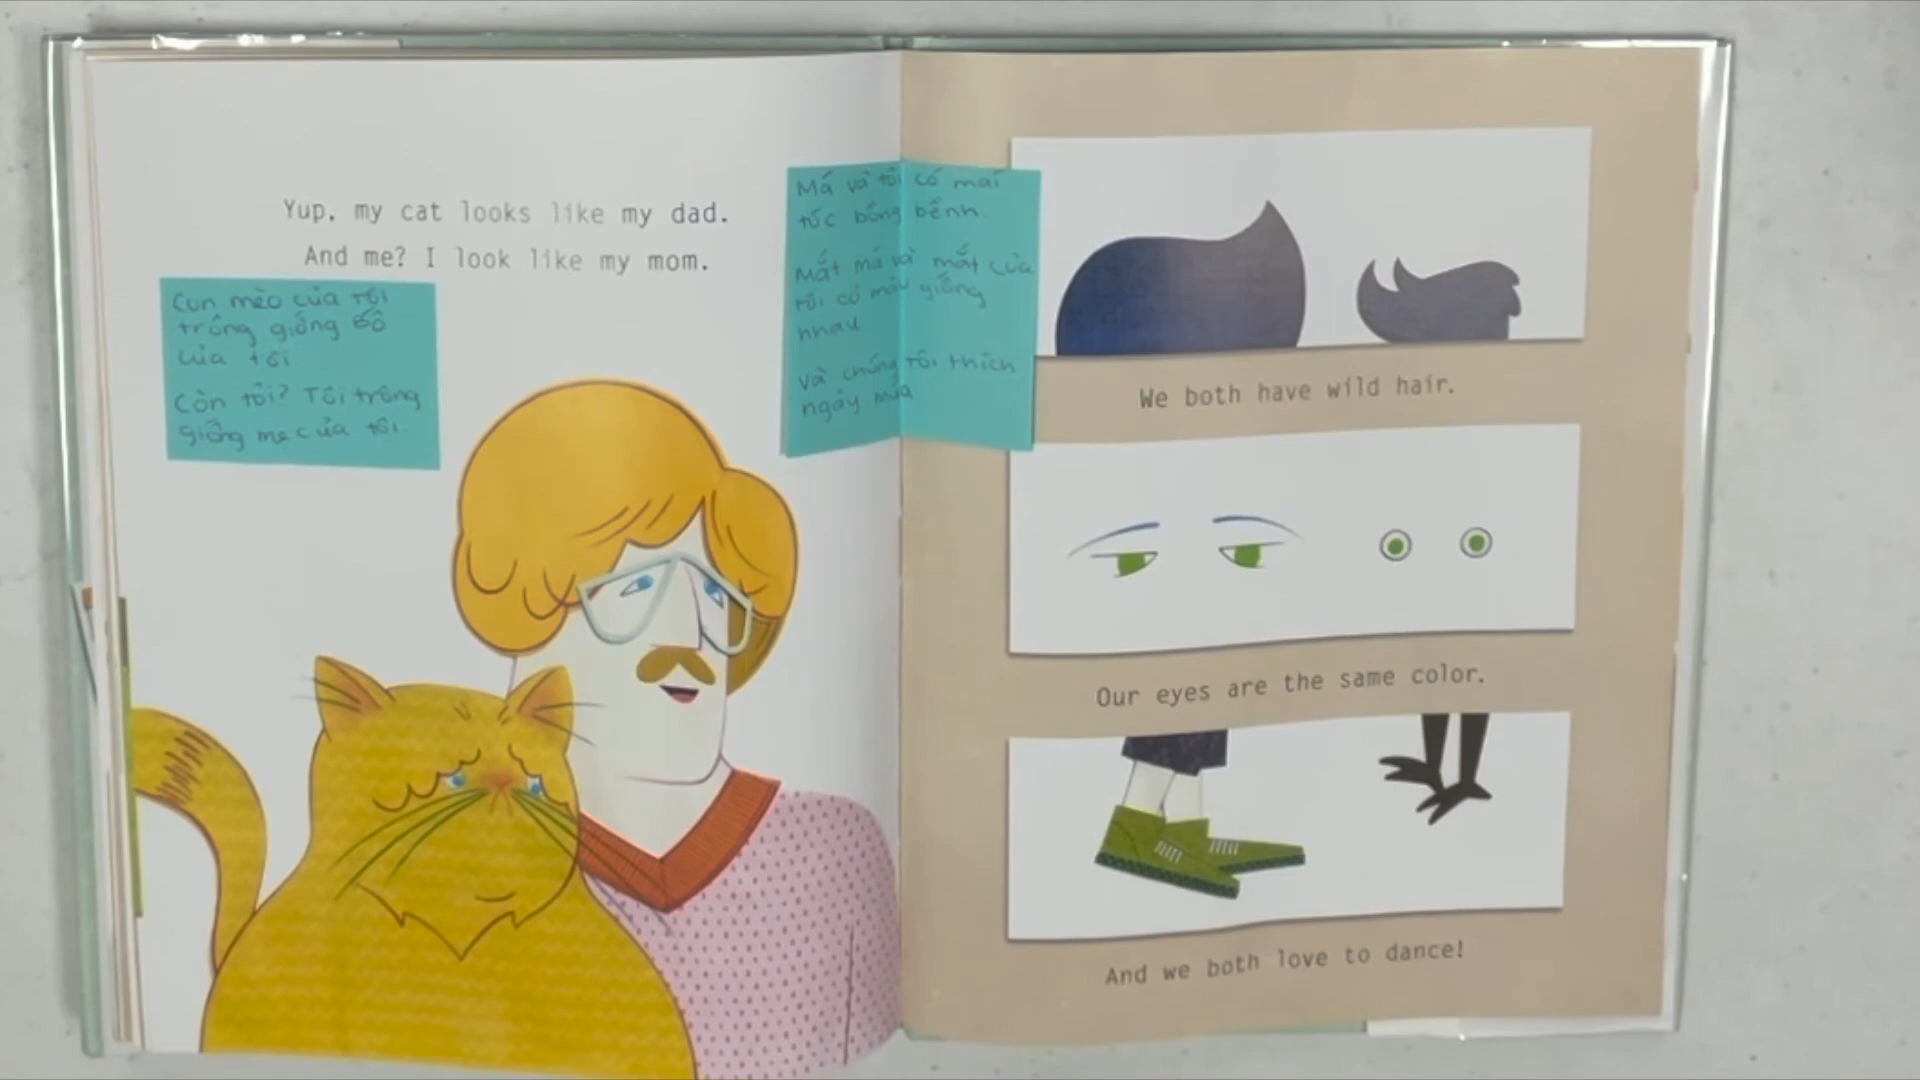 Yup, my cat looks like my dad.
And me? I look like my mom.
Con mèo của tôi
trông giống Bố
của tôi
Còn tôi? Tôi trông
giống mẹ của tôi.
Má và tôi có mái
tóc bồng bềnh.
Mắt má và mắt của
tôi có màu giống
nhau
Và chúng tôi thích
ngảy múa
We both have wild hair.
Our eyes are the same color.
And we both love to dance!